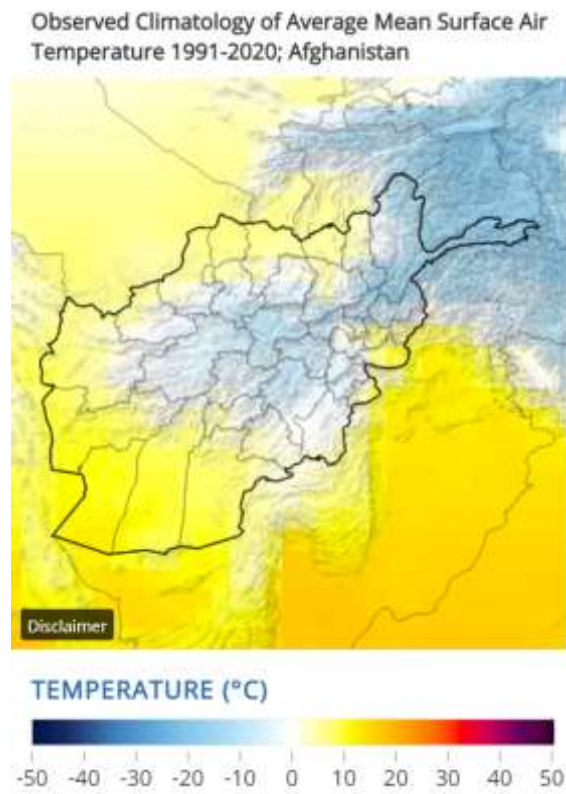 Observed Climatology of Average Mean Surface Air
Temperature 1991-2020; Afghanistan
Disclaimer
TEMPERATURE (°C)
-50 -40 -30 -20 -10 0 10 20 30 40 50